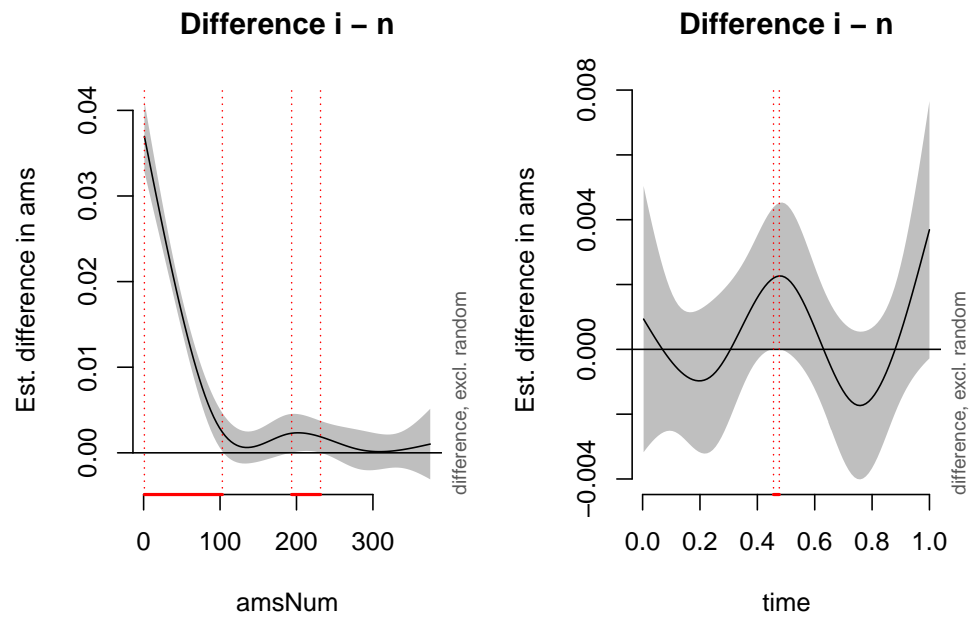 Difference i – n
Est. difference in ams
0.00
0.01
0.02
0.03
0.04
0
100
200
300
amsNum
difference, excl. random
Difference i – n
Est. difference in ams
−0.004
0.000
0.004
0.008
0.0
0.2
0.4
0.6
0.8
1.0
time
difference, excl. random